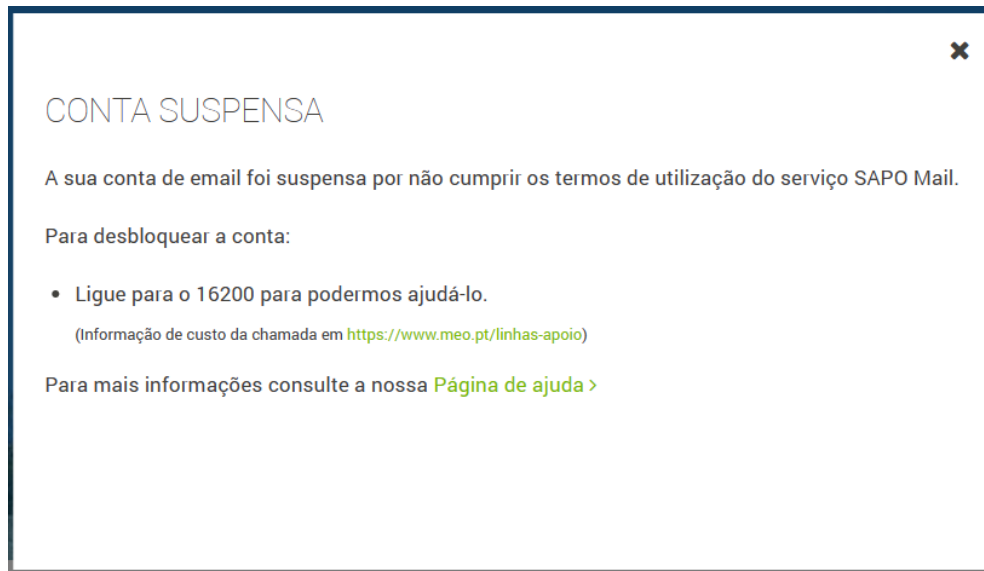 CONTA SUSPENSA
A sua conta de email foi suspensa por não cumprir os termos de utilização do serviço SAPO Mail.
Para desbloquear a conta:
• Ligue para o 16200 para podermos ajudá-lo.
(Informação de custo da chamada em https://www.meo.pt/linhas-apoio)
Para mais informações consulte a nossa Página de ajuda >